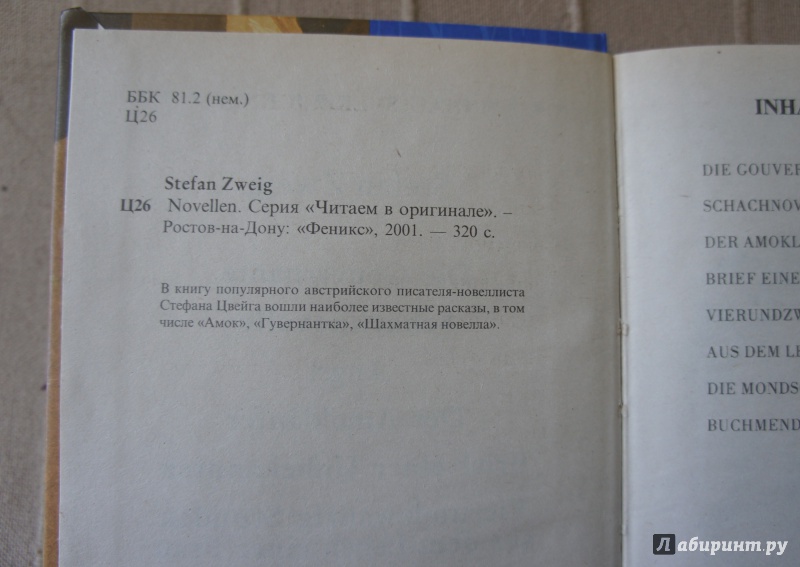 ББК 81.2 (нем.)
Ц26
Stefan Zweig
Ц26 Novellen. Серия «Читаем в оригинале». –
Ростов-на-Дону: «Феникс», 2001. — 320 с.
В книгу популярного австрийского писателя-новеллиста
Стефана Цвейга вошли наиболее известные рассказы, в том
числе «Амок», «Гувернантка», «Шахматная новелла».
INHA
DIE GOUVER
SCHACHNOV
DER AMOKL
BRIEF EINE
VIERUNDZW
AUS DEM LE
DIE MONDS
BUCHMEND
Лабиринт.ру